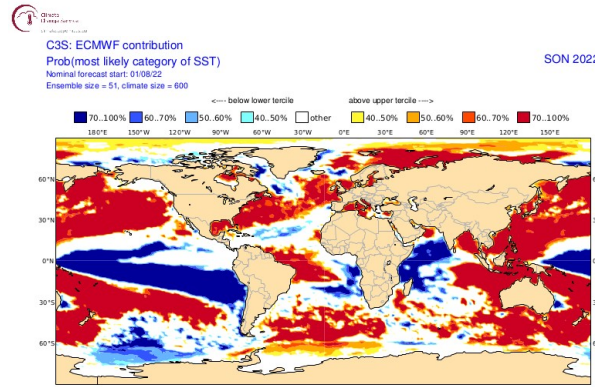 Climate
Change Service
C3S: ECMWF contribution
Prob(most likely category of SST)
SON 2022
Nominal forecast start: 01/08/22
Ensemble size = 51, climate size = 600
<---- below lower tercile above upper tercile ---->
70..100% 60..70% 50..60% 40..50% other 40..50% 50..60% 60..70% 70..100%
180°E 150°W 120°W 90°W 60°W 30°W 0°E 30°E 60°E 90°E 120°E 150°E
60°N
30°N
0°N
30°S
60°S